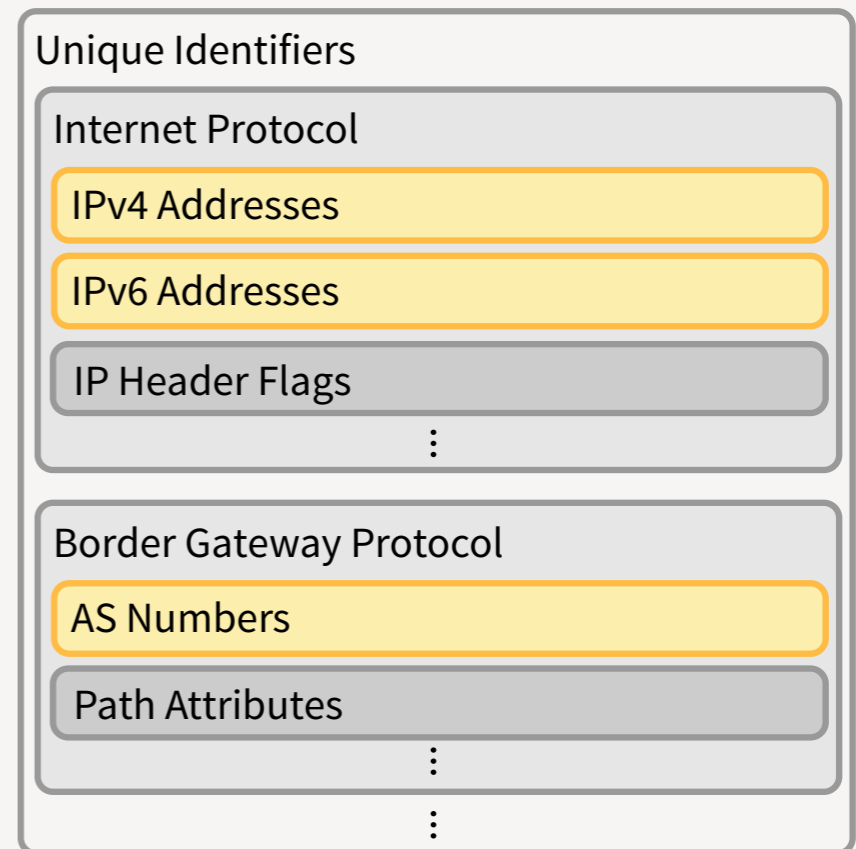 Unique Identifiers
Internet Protocol
IPv4 Addresses
IPv6 Addresses
IP Header Flags
⋮
Border Gateway Protocol
AS Numbers
Path Attributes
⋮
⋮